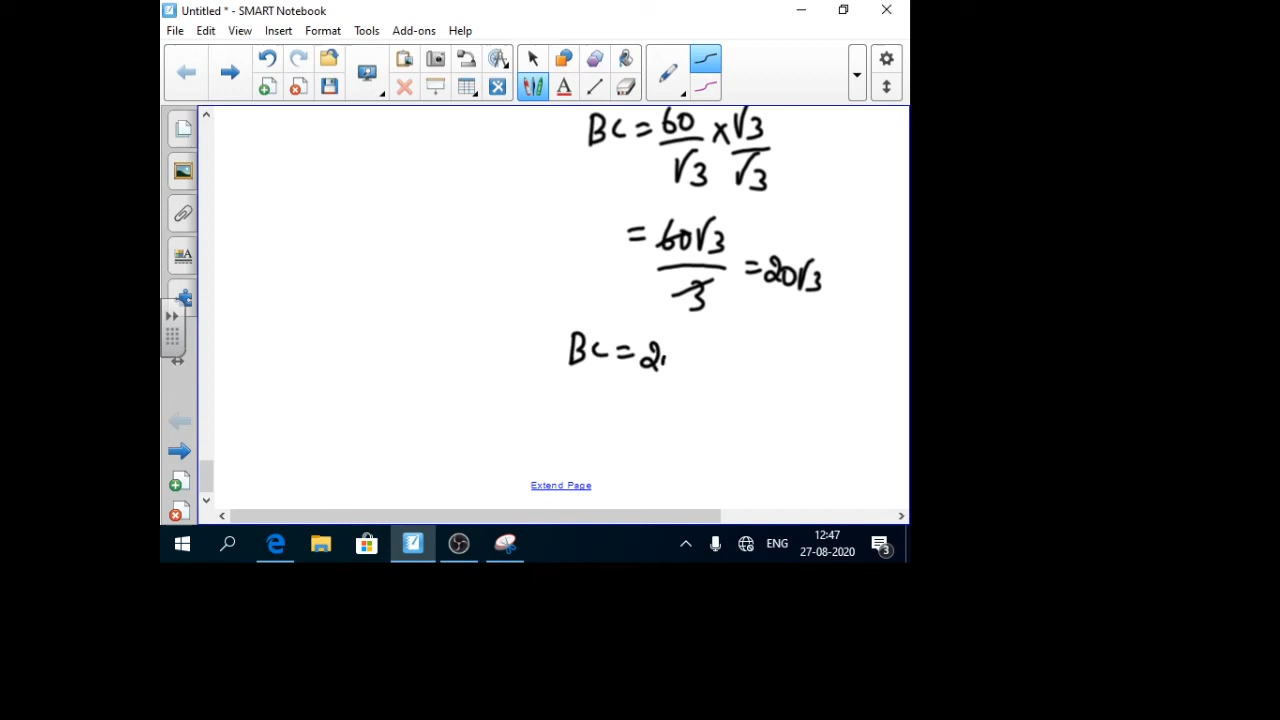 Untitled * - SMART Notebook
File Edit View Insert Format Tools Add-ons Help
BC = 60/√3 × √3/√3
= 60√3/3 = 20√3
BC = 2
Extend Page
ENG
12:47
27-08-2020
3